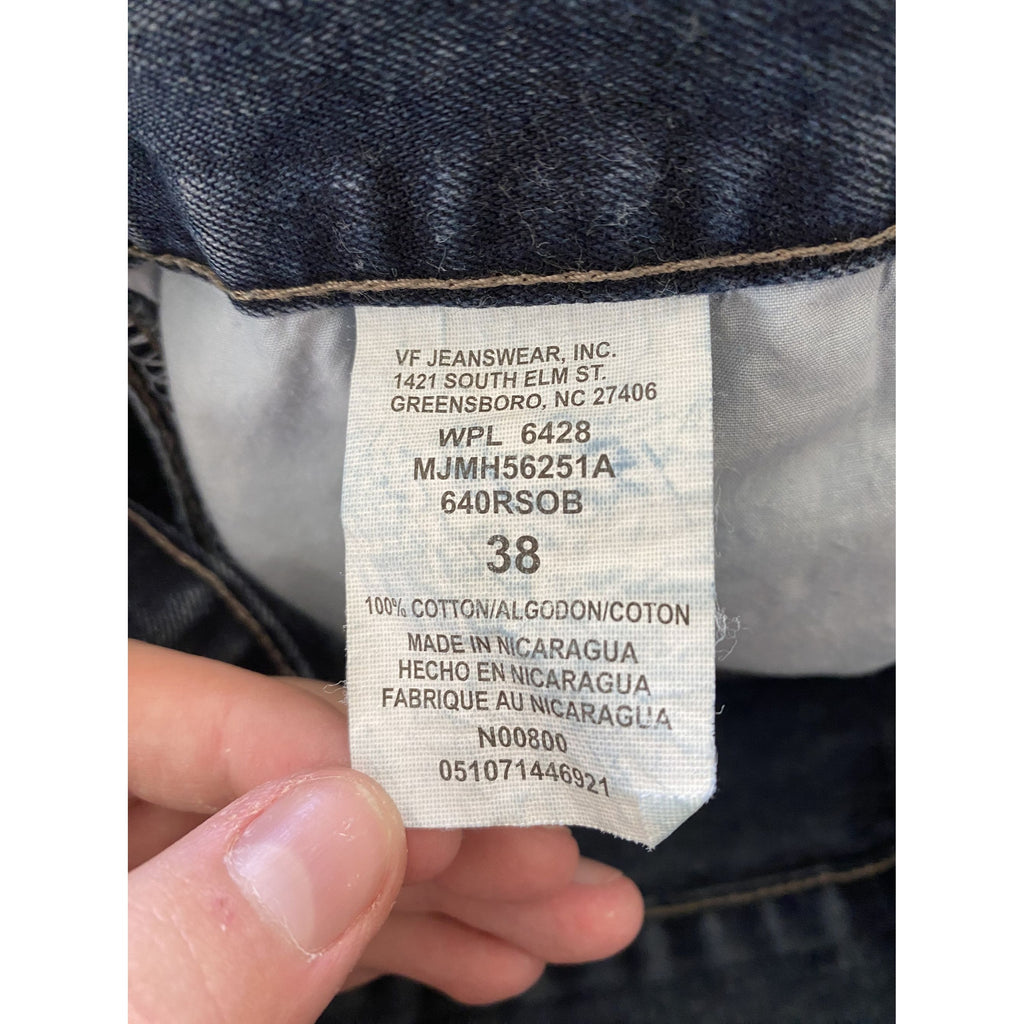 VF JEANSWEAR, INC.
1421 SOUTH ELM ST.
GREENSBORO, NC 27406
WPL 6428
MJMH56251A
640RSOB
38
100% COTTON/ALGODON/COTON
MADE IN NICARAGUA
HECHO EN NICARAGUA
FABRIQUE AU NICARAGUA
N00800
051071446921